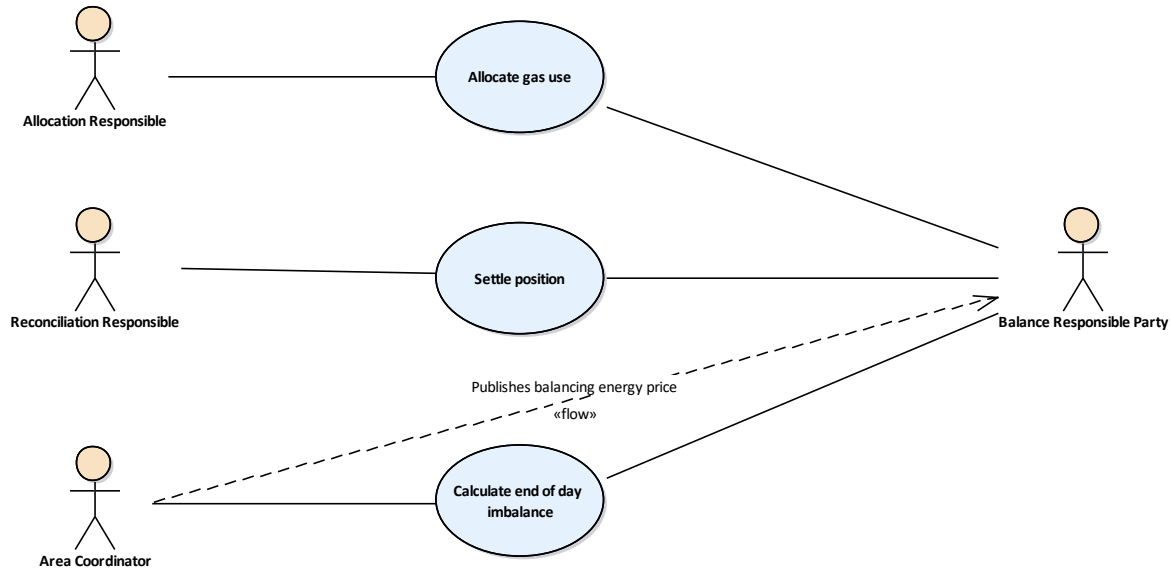 Allocate gas use
Allocation Responsible
Settle position
Reconciliation Responsible
Balance Responsible Party
Publishes balancing energy price
«flow»
Calculate end of day
imbalance
Area Coordinator